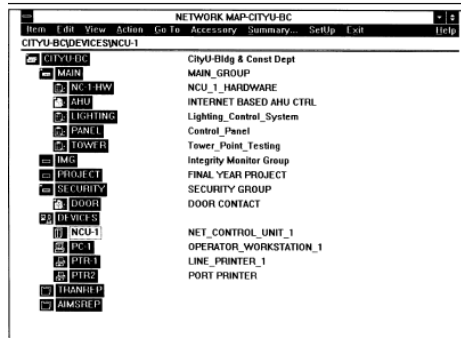 NETWORK MAP-CITYU-BC
Item Edit View Action Go To Accessory Summary... SetUp Exit Help
CITYU-BC\DEVICES\NCU-1
CITYU-BC CityU-Bldg & Const Dept
MAIN MAIN_GROUP
NC-1-HW NCU_1_HARDWARE
AHU INTERNET BASED AHU CTRL
LIGHTING Lighting_Control_System
PANEL Control_Panel
TOWER Tower_Point_Testing
IMG Integrity Monitor Group
PROJECT FINAL YEAR PROJECT
SECURITY SECURITY GROUP
DOOR DOOR CONTACT
DEVICES
NCU-1 NET_CONTROL_UNIT_1
PC-1 OPERATOR_WORKSTATION_1
PTR-1 LINE_PRINTER_1
PTR2 PORT PRINTER
TRANREP
AIMSREP